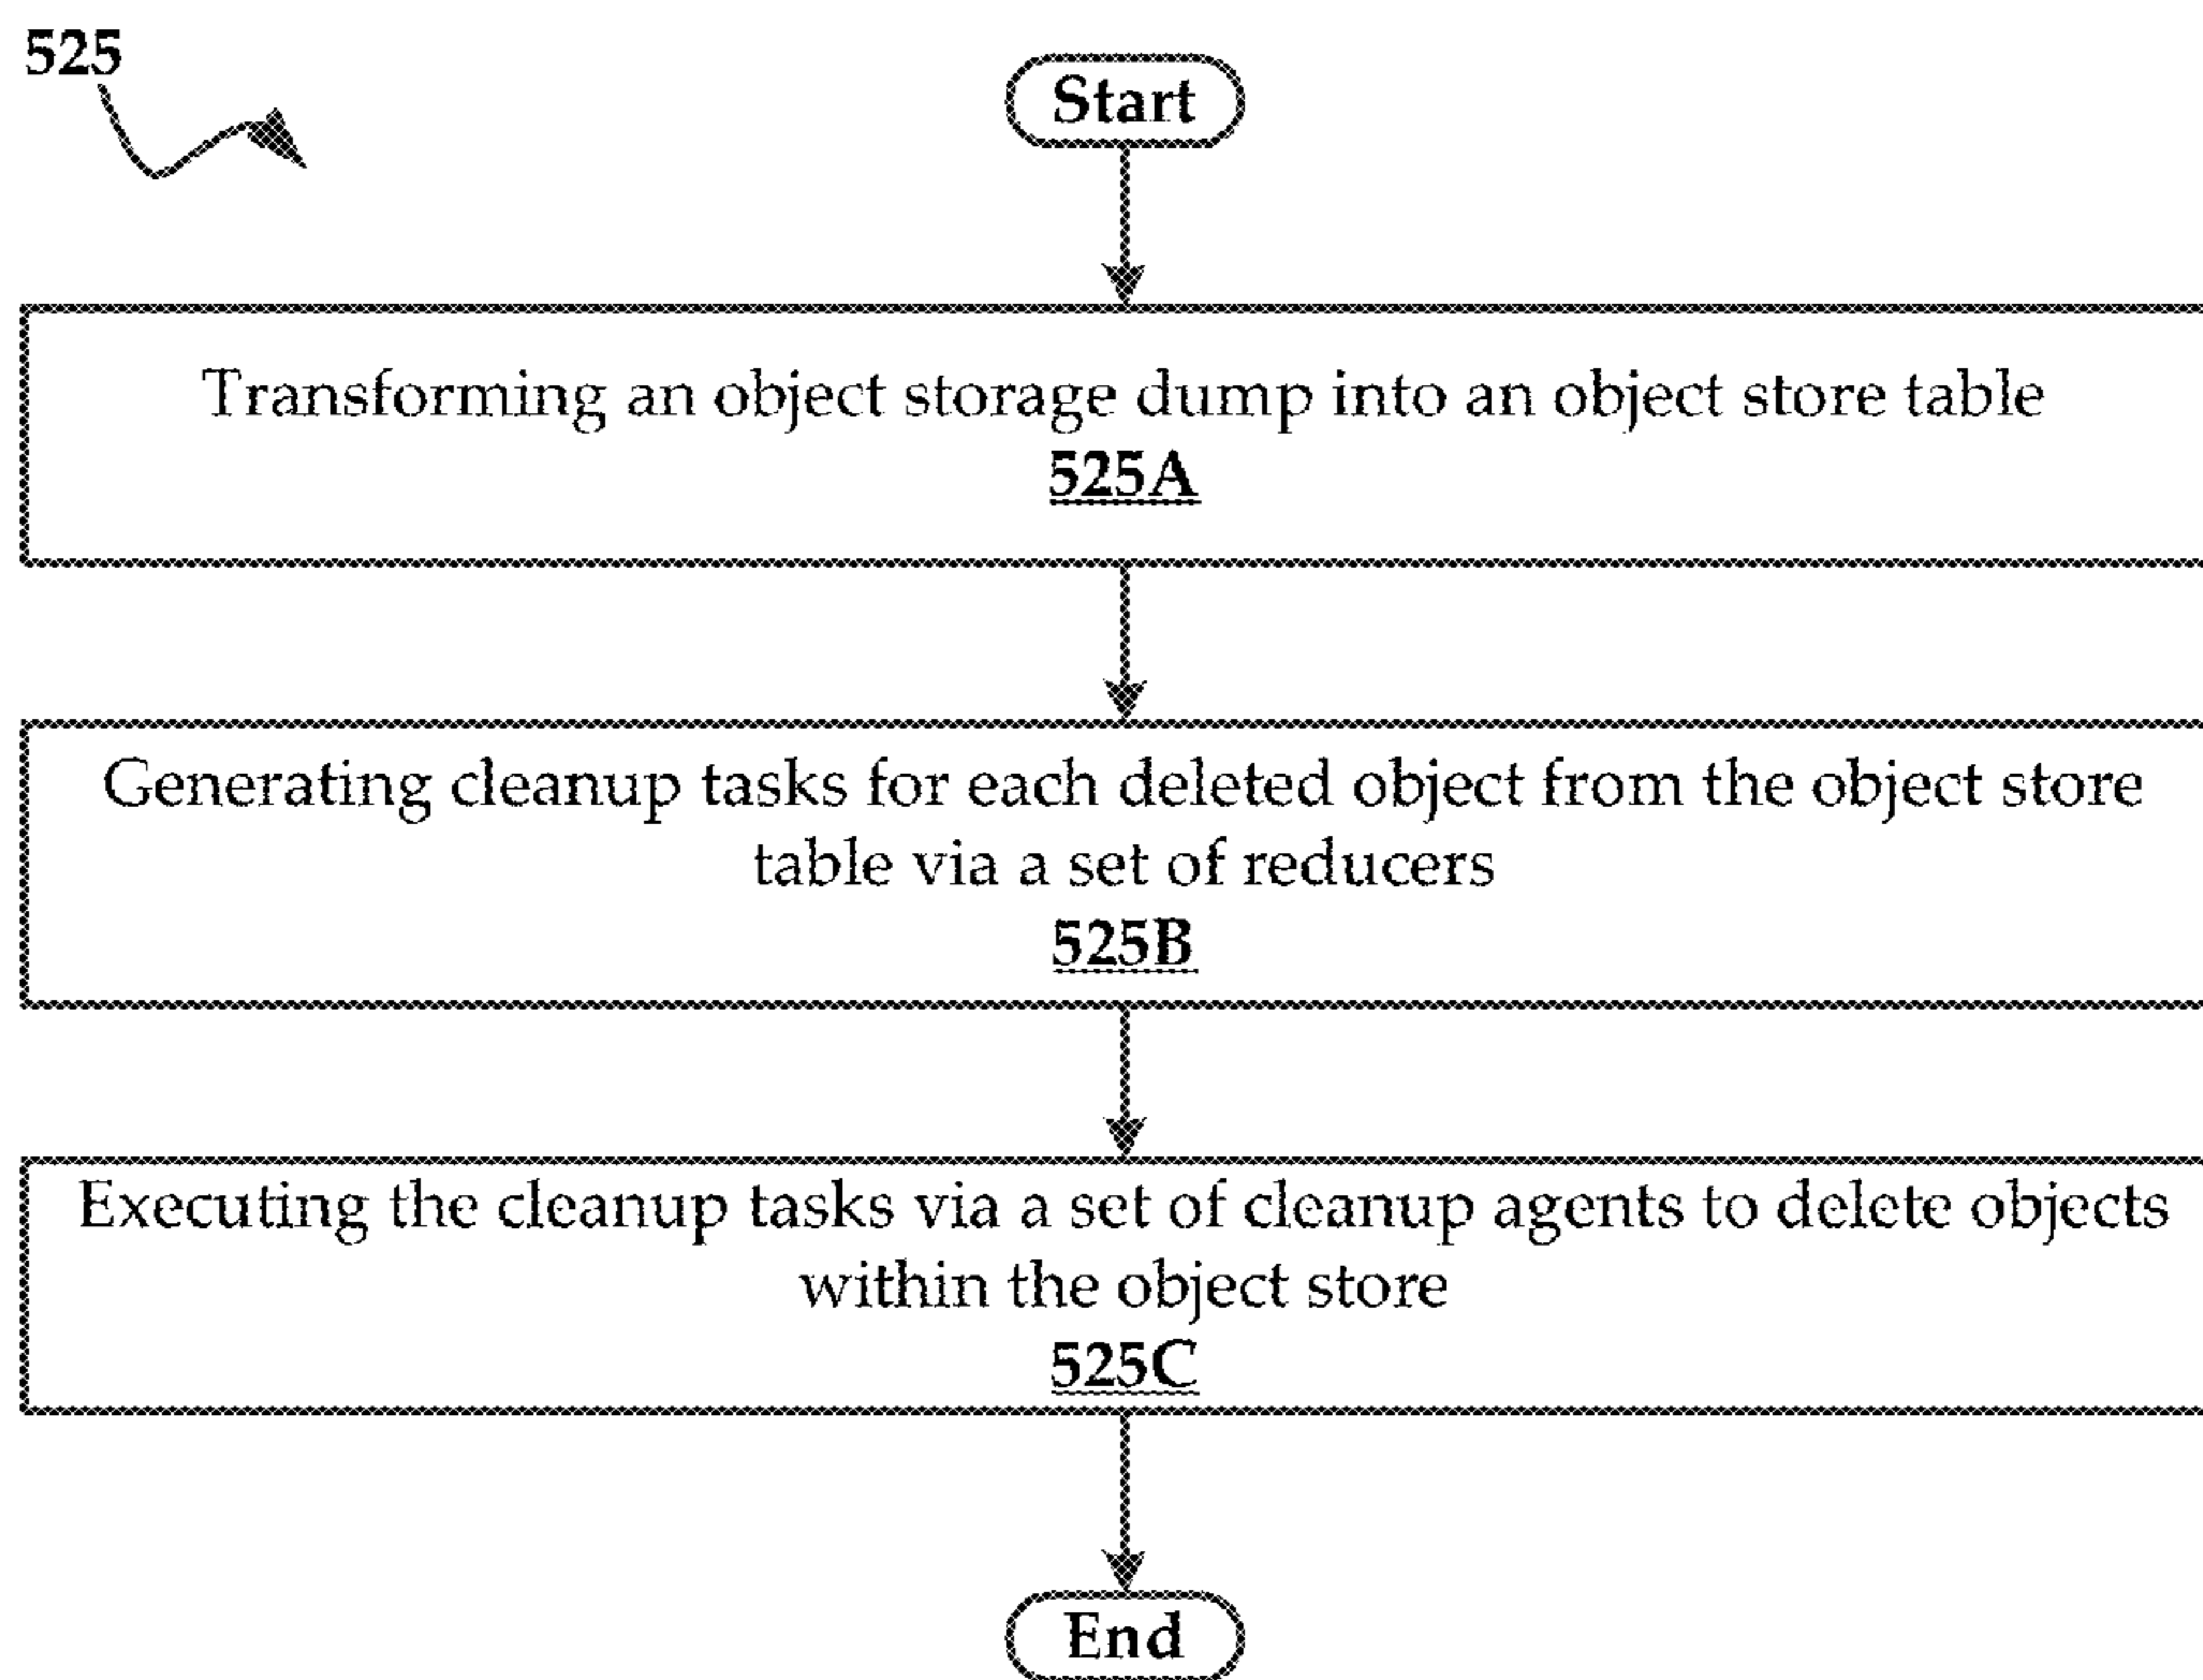 525
Start
Transforming an object storage dump into an object store table
525A
Generating cleanup tasks for each deleted object from the object store
table via a set of reducers
525B
Executing the cleanup tasks via a set of cleanup agents to delete objects
within the object store
525C
End